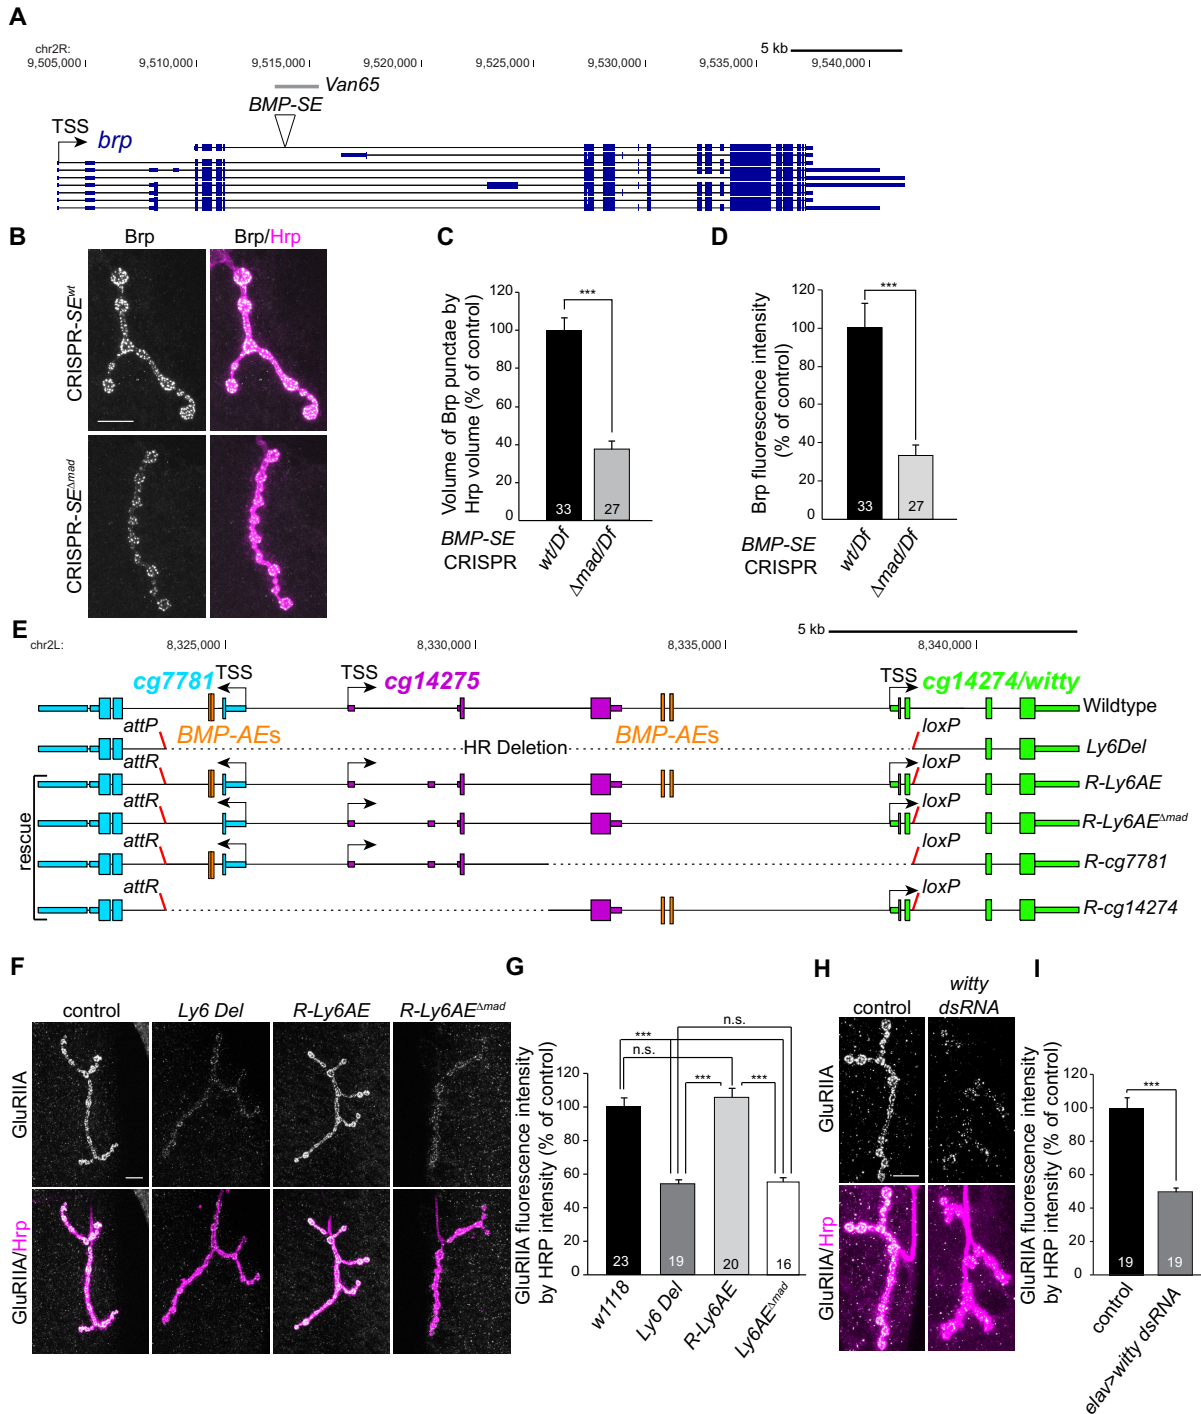 A
chr2R:
5 kb
9,505,000
9,510,000
9,515,000
9,520,000
9,525,000
9,530,000
9,535,000
9,540,000
Van65
BMP-SE
TSS
brp
B
Brp
Brp/Hrp
CRISPR-SE^wt
CRISPR-SE^Δmad
C
Volume of Brp punctae by
Hrp volume (% of control)
120
100
80
60
40
20
0
***
33
27
BMP-SE
CRISPR
wt/Df
Δmad/Df
D
Brp fluorescence intensity
(% of control)
120
100
80
60
40
20
0
***
33
27
BMP-SE
CRISPR
wt/Df
Δmad/Df
E
chr2L:
8,325,000
8,330,000
8,335,000
8,340,000
5 kb
cg7781
TSS
TSS
cg14275
TSS
cg14274/witty
Wildtype
attP
BMP-AEs
HR Deletion
BMP-AEs
loxP
Ly6Del
rescue
attR
loxP
R-Ly6AE
attR
loxP
R-Ly6AE^Δmad
attR
loxP
R-cg7781
attR
loxP
R-cg14274
F
control
Ly6 Del
R-Ly6AE
R-Ly6AE^Δmad
GluRIIA
GluRIIA/Hrp
G
GluRIIA fluorescence intensity
by HRP intensity (% of control)
120
100
80
60
40
20
0
n.s.
***
n.s.
***
***
23
19
20
16
w1118
Ly6 Del
R-Ly6AE
Ly6AE^Δmad
H
control
witty
dsRNA
GluRIIA
GluRIIA/Hrp
I
GluRIIA fluorescence intensity
by HRP intensity (% of control)
120
100
80
60
40
20
0
***
19
19
control
elav>witty dsRNA